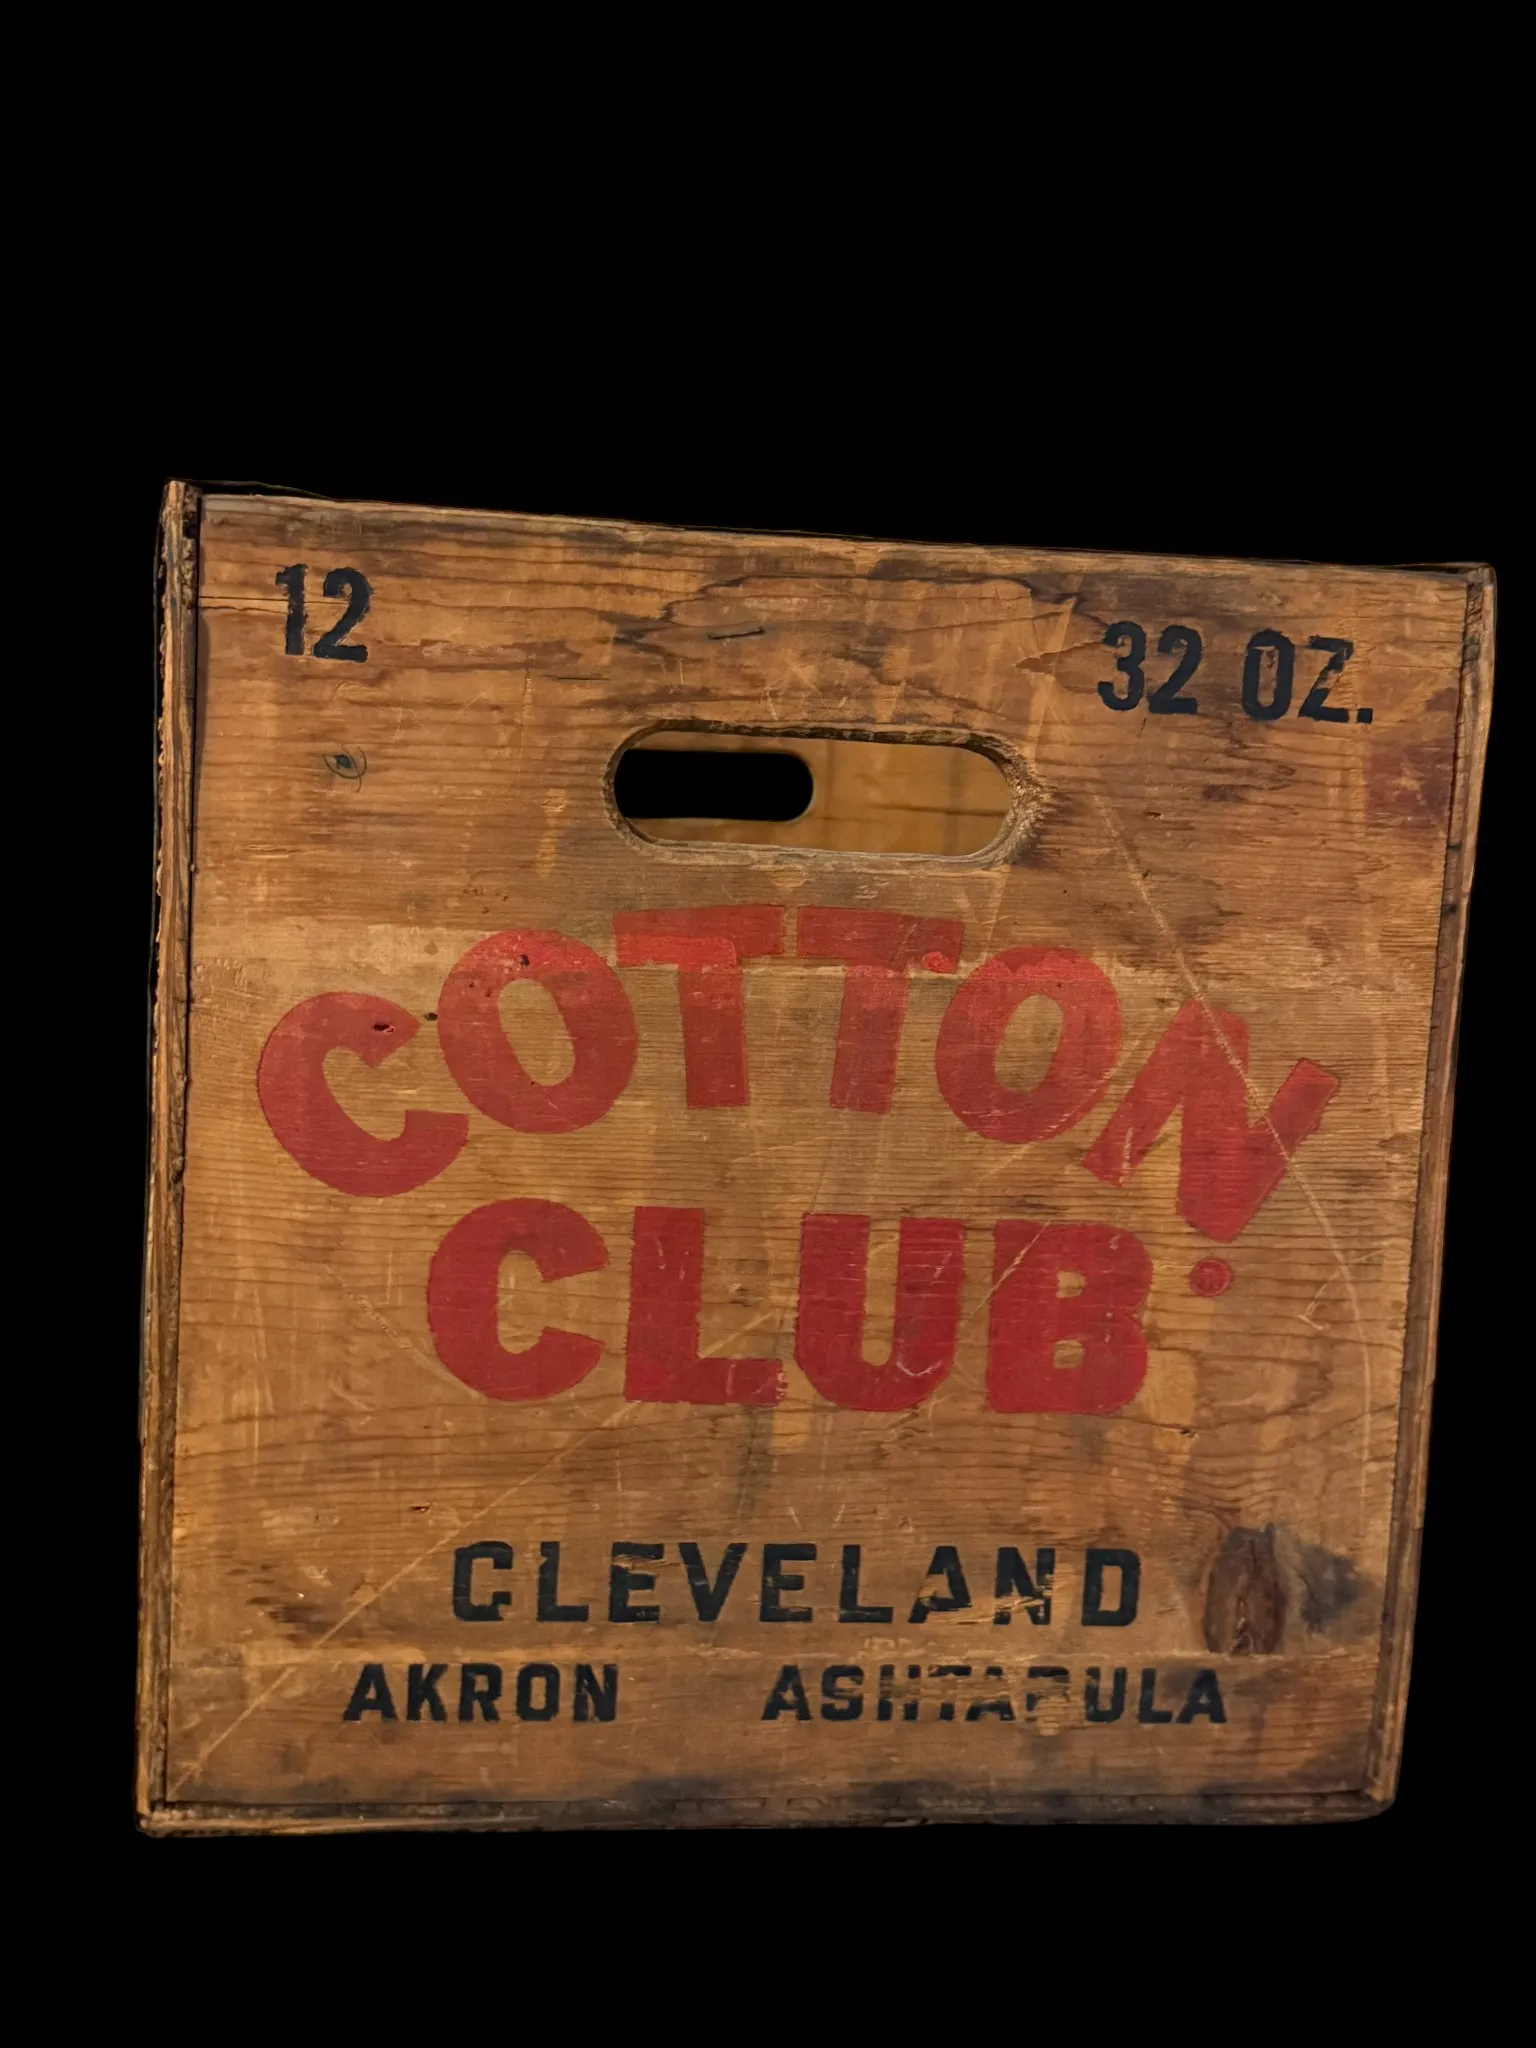 12 32 OZ.
COTTON
CLUB®
CLEVELAND
AKRON ASHTABULA